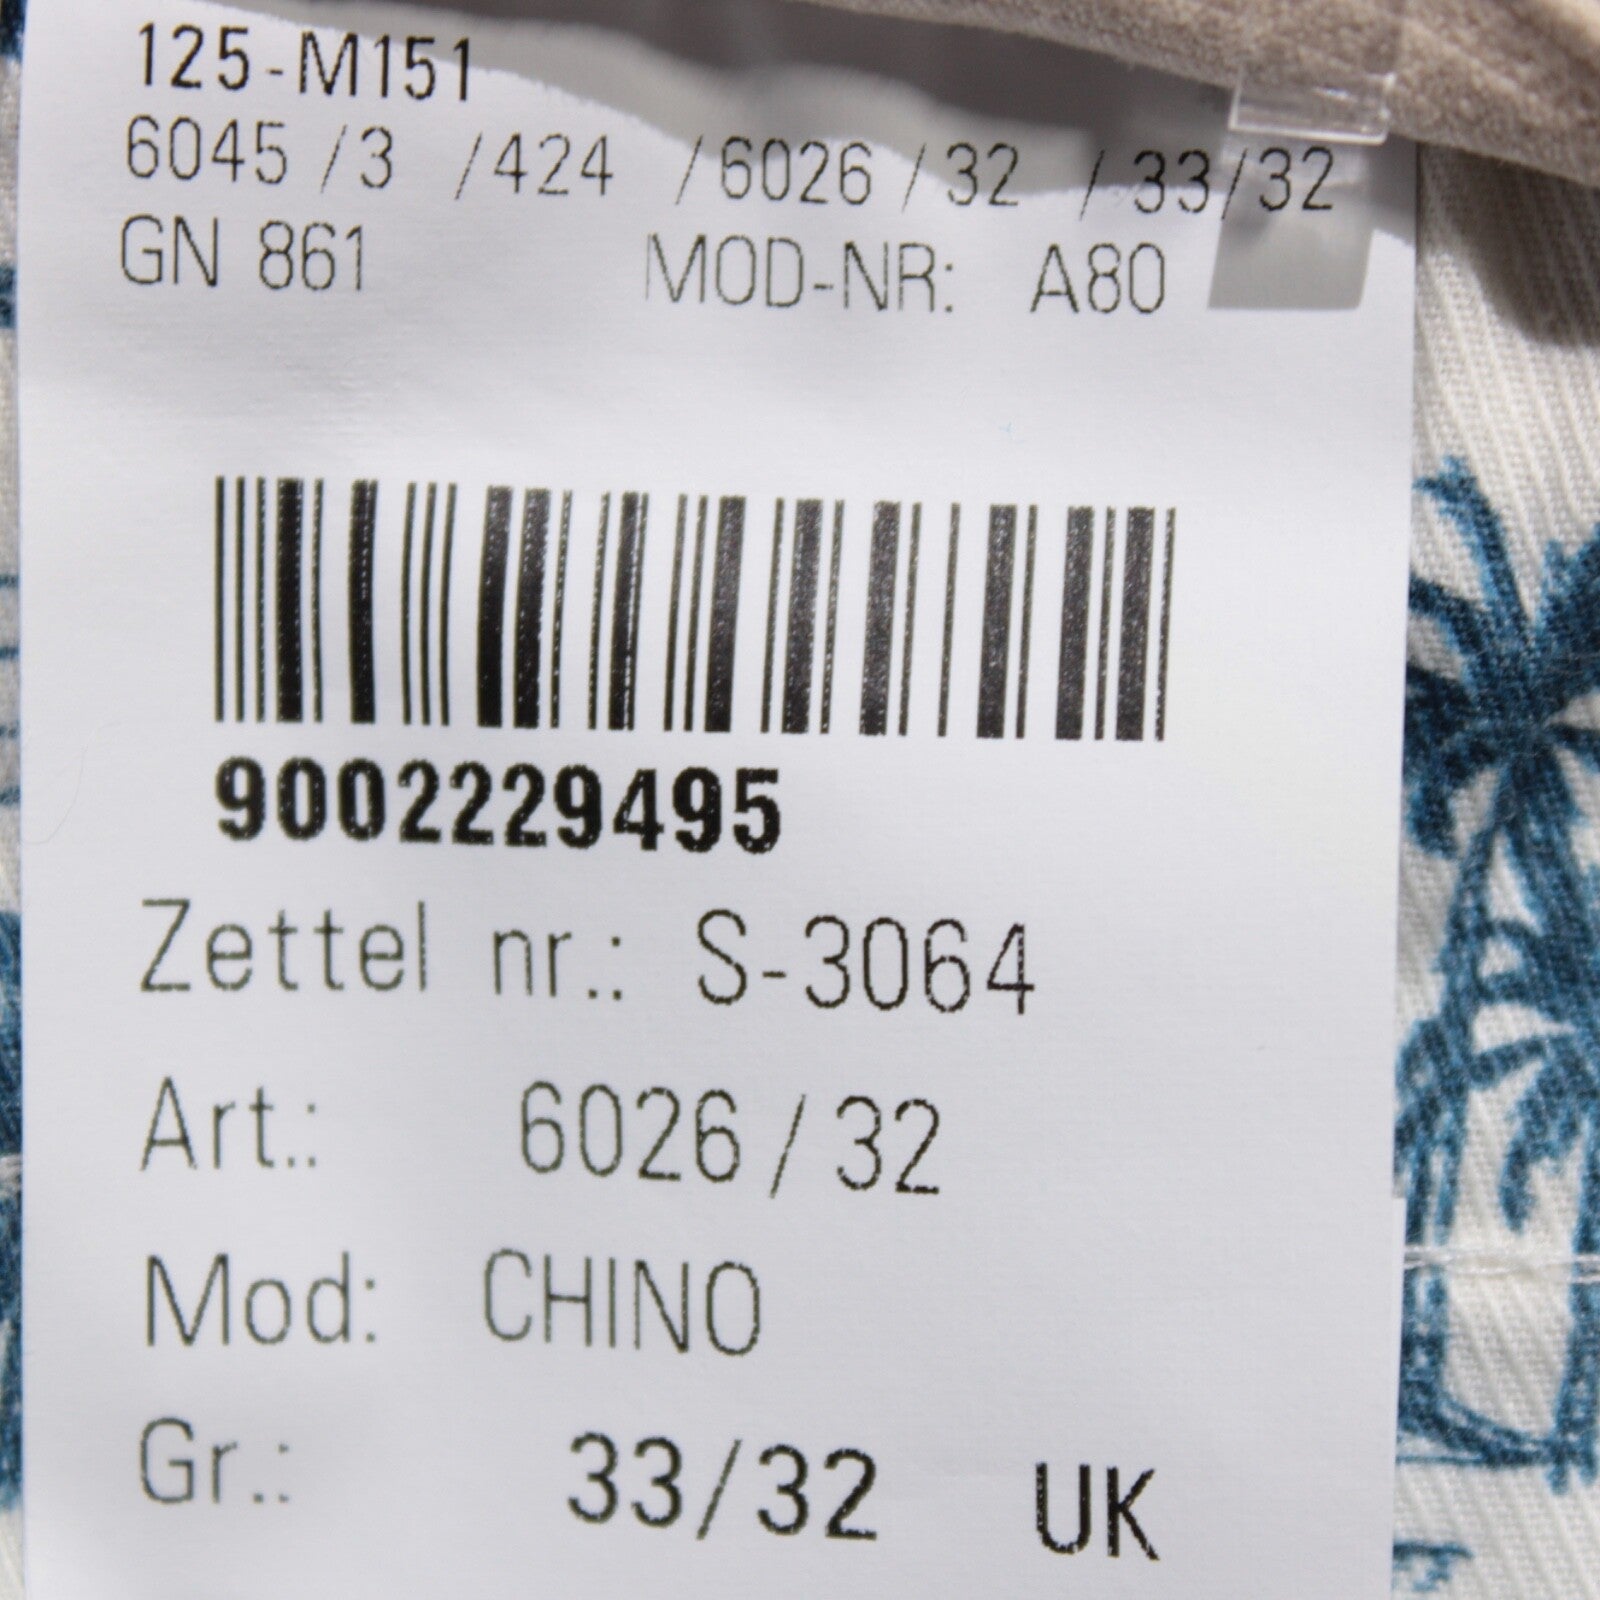 125-M151
6045 / 3 / 424 / 6026 / 32 / 33/32
GN 861 MOD-NR: A80
9002229495
Zettel nr.: S-3064
Art.: 6026 / 32
Mod: CHINO
Gr.: 33/32 UK